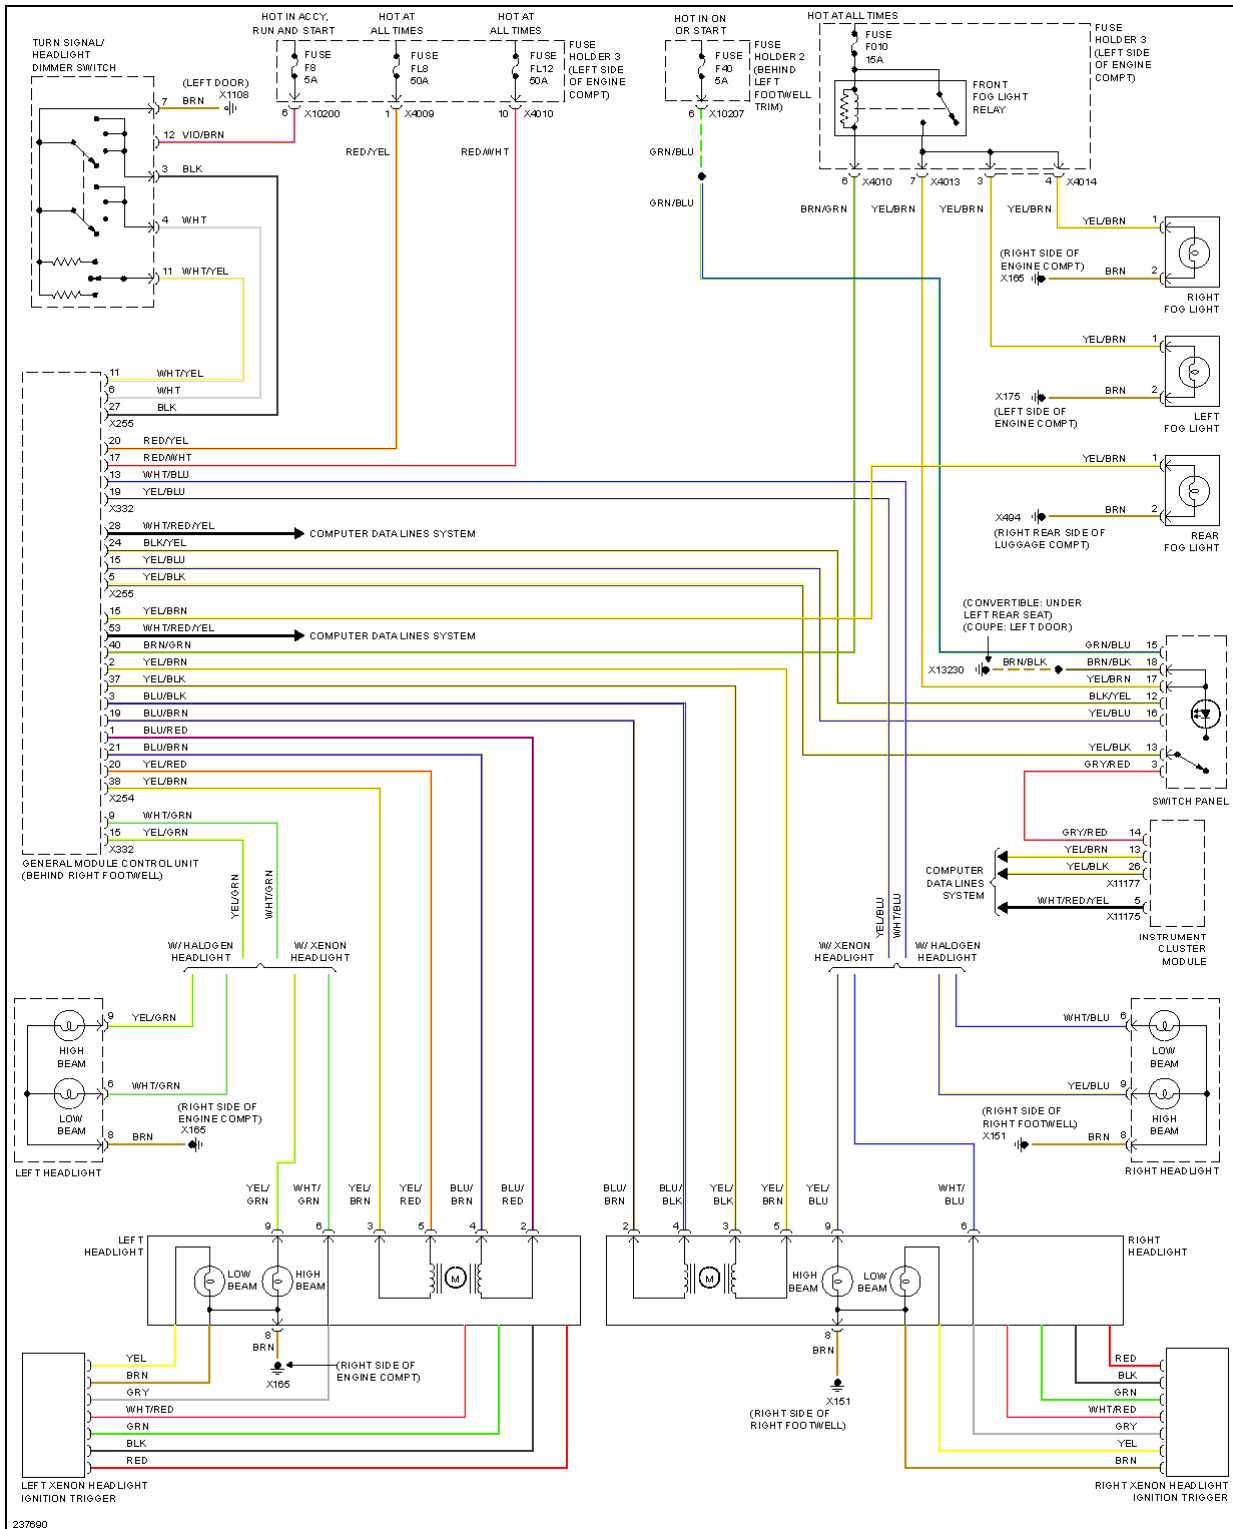 HOT IN ACCY,
RUN AND START
HOT AT
ALL TIMES
HOT AT
ALL TIMES
HOT IN ON
OR START
HOT AT ALL TIMES
TURN SIGNAL/
HEADLIGHT
DIMMER SWITCH
FUSE
F8
5A
FUSE
FL8
50A
FUSE
FL12
50A
FUSE
HOLDER 3
(LEFT SIDE
OF ENGINE
COMPT)
FUSE
F40
5A
FUSE
HOLDER 2
(BEHIND
LEFT
FOOTWELL
TRIM)
FUSE
F010
15A
FRONT
FOG LIGHT
RELAY
FUSE
HOLDER 3
(LEFT SIDE
OF ENGINE
COMPT)
(LEFT DOOR)
X1108
7 BRN
12 VIO/BRN
3 BLK
4 WHT
11 WHT/YEL
6 X10200
1 X4009
10 X4010
6 X10207
6 X4010
7 X4013
3
4 X4014
RED/YEL
RED/WHT
GRN/BLU
GRN/BLU
BRN/GRN
YEL/BRN
YEL/BRN
YEL/BRN
YEL/BRN 1
(RIGHT SIDE OF
ENGINE COMPT)
X165
BRN 2
RIGHT
FOG LIGHT
YEL/BRN 1
X175
BRN 2
(LEFT SIDE OF
ENGINE COMPT)
LEFT
FOG LIGHT
YEL/BRN 1
X494
BRN 2
(RIGHT REAR SIDE OF
LUGGAGE COMPT)
REAR
FOG LIGHT
11 WHT/YEL
6 WHT
27 BLK
X255
20 RED/YEL
17 RED/WHT
13 WHT/BLU
19 YEL/BLU
X332
28 WHT/RED/YEL
COMPUTER DATA LINES SYSTEM
24 BLK/YEL
15 YEL/BLU
5 YEL/BLK
X255
15 YEL/BRN
53 WHT/RED/YEL
COMPUTER DATA LINES SYSTEM
40 BRN/GRN
2 YEL/BRN
37 YEL/BLK
3 BLU/BLK
19 BLU/BRN
1 BLU/RED
21 BLU/BRN
20 YEL/RED
38 YEL/BRN
X254
9 WHT/GRN
15 YEL/GRN
X332
GENERAL MODULE CONTROL UNIT
(BEHIND RIGHT FOOTWELL)
(CONVERTIBLE: UNDER
LEFT REAR SEAT)
(COUPE: LEFT DOOR)
X13230
BRN/BLK
GRN/BLU 15
BRN/BLK 18
YEL/BRN 17
BLK/YEL 12
YEL/BLU 16
YEL/BLK 13
GRY/RED 3
SWITCH PANEL
GRY/RED 14
YEL/BRN 13
YEL/BLK 26
X11177
WHT/RED/YEL 5
X11175
COMPUTER
DATA LINES
SYSTEM
INSTRUMENT
CLUSTER
MODULE
YEL/GRN
WHT/GRN
YEL/BLU
WHT/BLU
W/ HALOGEN
HEADLIGHT
W/ XENON
HEADLIGHT
W/ XENON
HEADLIGHT
W/ HALOGEN
HEADLIGHT
9 YEL/GRN
HIGH
BEAM
6 WHT/GRN
LOW
BEAM
8 BRN
(RIGHT SIDE OF
ENGINE COMPT)
X165
LEFT HEADLIGHT
WHT/BLU 6
LOW
BEAM
YEL/BLU 9
HIGH
BEAM
BRN 8
(RIGHT SIDE OF
RIGHT FOOTWELL)
X151
RIGHT HEADLIGHT
YEL/
GRN
WHT/
GRN
YEL/
BRN
YEL/
RED
BLU/
BRN
BLU/
RED
BLU/
BRN
BLU/
BLK
YEL/
BLK
YEL/
BRN
YEL/
BLU
WHT/
BLU
9 6 3 5 4 2
2 4 3 5 9 6
LEFT
HEADLIGHT
LOW
BEAM
HIGH
BEAM
M
M
HIGH
BEAM
LOW
BEAM
RIGHT
HEADLIGHT
8
BRN
X165
(RIGHT SIDE OF
ENGINE COMPT)
8
BRN
X151
(RIGHT SIDE OF
RIGHT FOOTWELL)
YEL
BRN
GRY
WHT/RED
GRN
BLK
RED
LEFT XENON HEADLIGHT
IGNITION TRIGGER
RED
BLK
GRN
WHT/RED
GRY
YEL
BRN
RIGHT XENON HEADLIGHT
IGNITION TRIGGER
237690